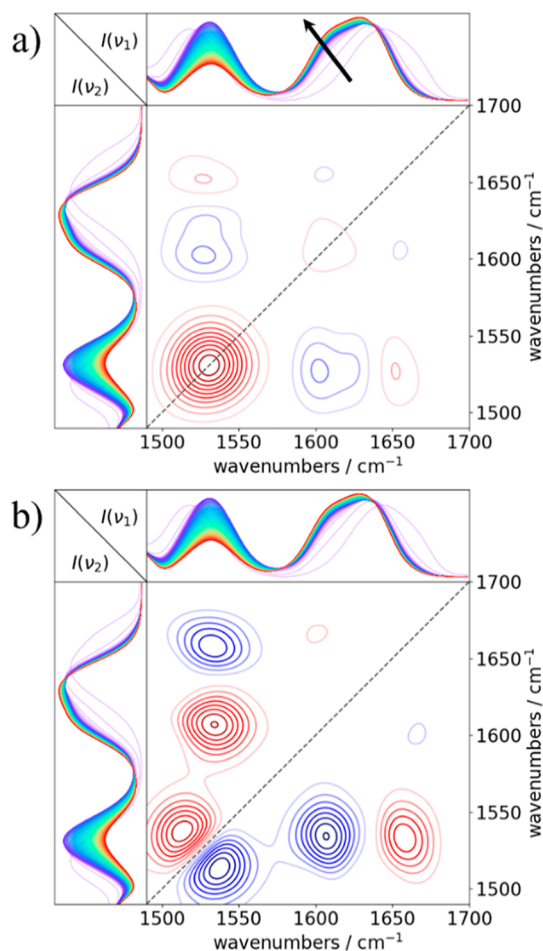 a)
I(ν₁)
I(ν₂)
1700
1650
1600
1550
1500
wavenumbers / cm⁻¹
1500 1550 1600 1650 1700
wavenumbers / cm⁻¹
b)
I(ν₁)
I(ν₂)
1700
1650
1600
1550
1500
wavenumbers / cm⁻¹
1500 1550 1600 1650 1700
wavenumbers / cm⁻¹